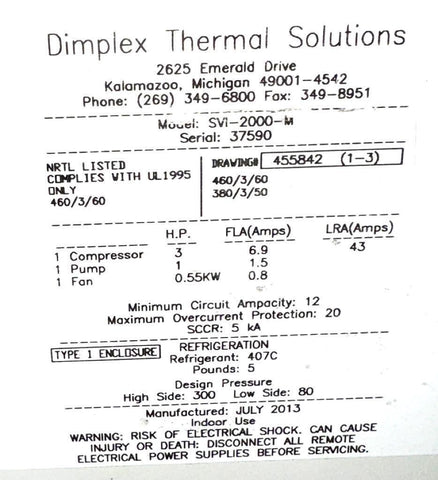 Dimplex Thermal Solutions
2625 Emerald Drive
Kalamazoo, Michigan 49001-4542
Phone: (269) 349-6800 Fax: 349-8951
Model: SVI-2000-M
Serial: 37590
NRTL LISTED
COMPLIES WITH UL1995
ONLY
460/3/60
DRAWING# 455842 (1-3)
460/3/60
380/3/50
H.P. FLA(Amps) LRA(Amps)
1 Compressor 3 6.9 43
1 Pump 1 1.5
1 Fan 0.55KW 0.8
Minimum Circuit Ampacity: 12
Maximum Overcurrent Protection: 20
SCCR: 5 kA
TYPE 1 ENCLOSURE
REFRIGERATION
Refrigerant: 407C
Pounds: 5
Design Pressure
High Side: 300 Low Side: 80
Manufactured: JULY 2013
Indoor Use
WARNING: RISK OF ELECTRICAL SHOCK. CAN CAUSE
INJURY OR DEATH: DISCONNECT ALL REMOTE
ELECTRICAL POWER SUPPLIES BEFORE SERVICING.